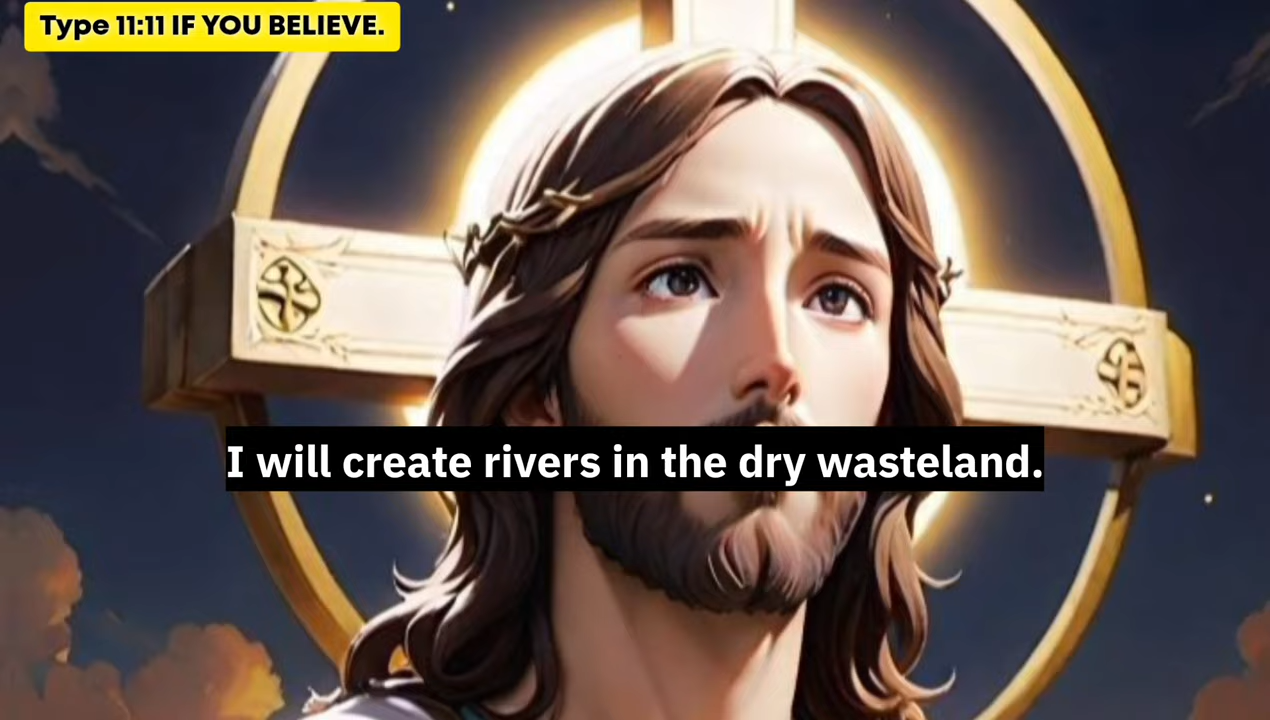 Type 11:11 IF YOU BELIEVE.
I will create rivers in the dry wasteland.